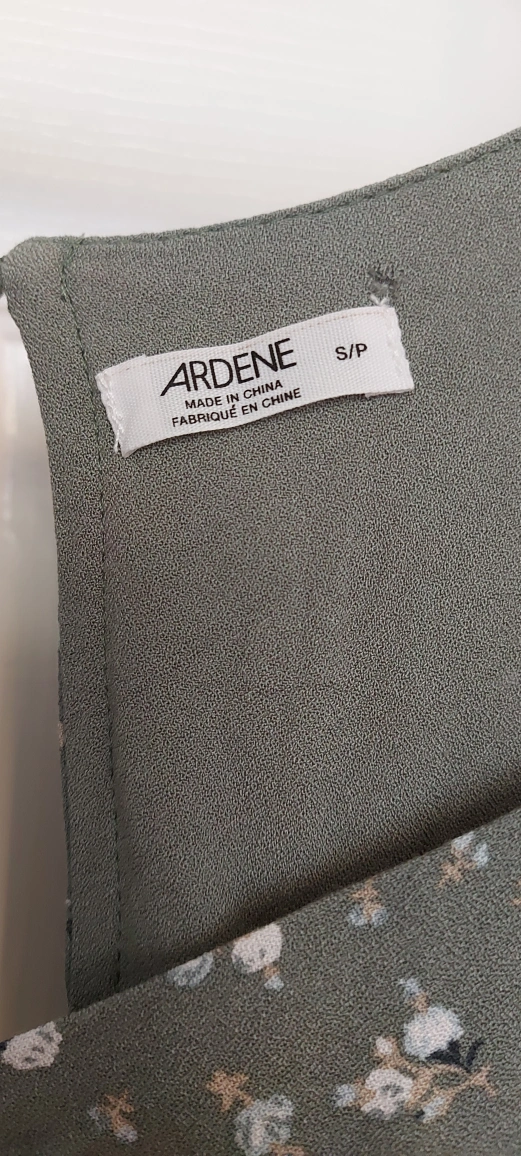 ARDENE S/P
MADE IN CHINA
FABRIQUÉ EN CHINE